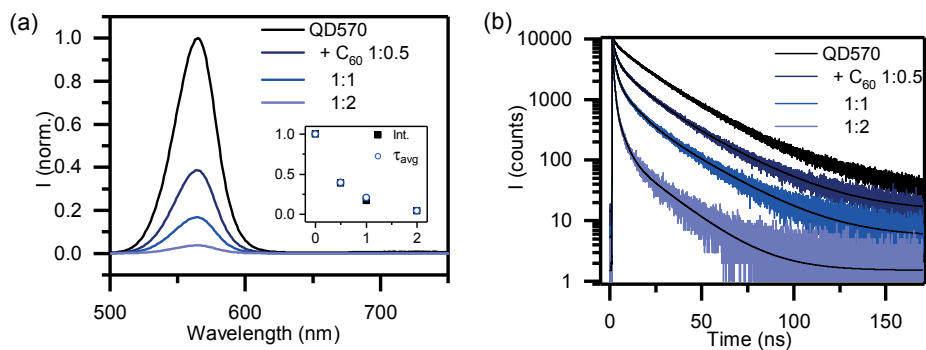 (a)
I (norm.)
1.0
0.8
0.6
0.4
0.2
0.0
QD570
+ C60 1:0.5
1:1
1:2
1.0
0.5
0.0
Int.
τavg
0 1 2
500 600 700
Wavelength (nm)
(b)
I (counts)
10000
1000
100
10
1
QD570
+ C60 1:0.5
1:1
1:2
0 50 100 150
Time (ns)